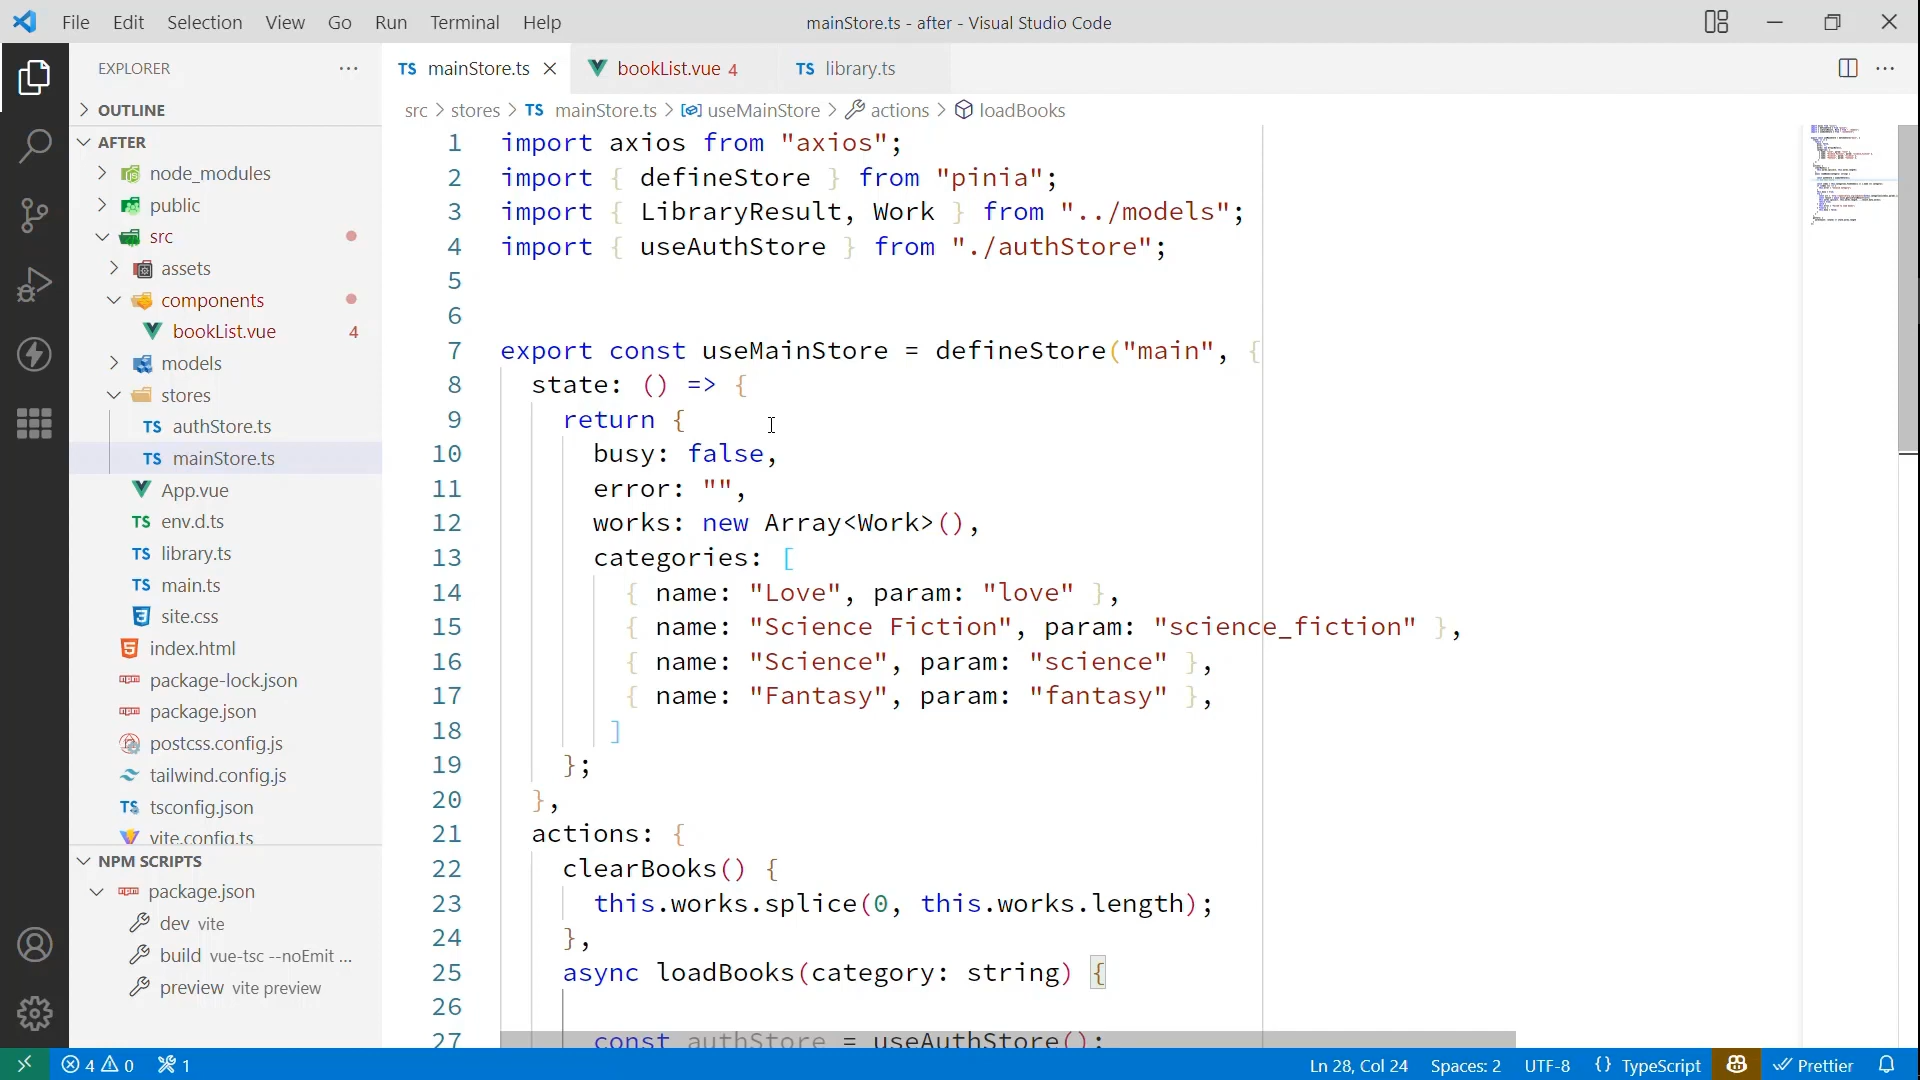 File Edit Selection View Go Run Terminal Help
mainStore.ts - after - Visual Studio Code
EXPLORER
OUTLINE
AFTER
node_modules
public
src
assets
components
bookList.vue 4
models
stores
TS authStore.ts
TS mainStore.ts
App.vue
TS env.d.ts
TS library.ts
TS main.ts
site.css
index.html
package-lock.json
package.json
postcss.config.js
tailwind.config.js
TS tsconfig.json
vite.config.ts
NPM SCRIPTS
package.json
dev vite
build vue-tsc --noEmit ...
preview vite preview
TS mainStore.ts
bookList.vue 4
TS library.ts
src > stores > TS mainStore.ts > useMainStore > actions > loadBooks
1 import axios from "axios";
2 import { defineStore } from "pinia";
3 import { LibraryResult, Work } from "../models";
4 import { useAuthStore } from "./authStore";
5
6
7 export const useMainStore = defineStore("main", {
8 state: () => {
9 return {
10 busy: false,
11 error: "",
12 works: new Array<Work>(),
13 categories: [
14 { name: "Love", param: "love" },
15 { name: "Science Fiction", param: "science_fiction" },
16 { name: "Science", param: "science" },
17 { name: "Fantasy", param: "fantasy" },
18 ]
19 };
20 },
21 actions: {
22 clearBooks() {
23 this.works.splice(0, this.works.length);
24 },
25 async loadBooks(category: string) {
26
27 const authStore = useAuthStore();
4 0 1
Ln 28, Col 24 Spaces: 2 UTF-8 {} TypeScript Prettier